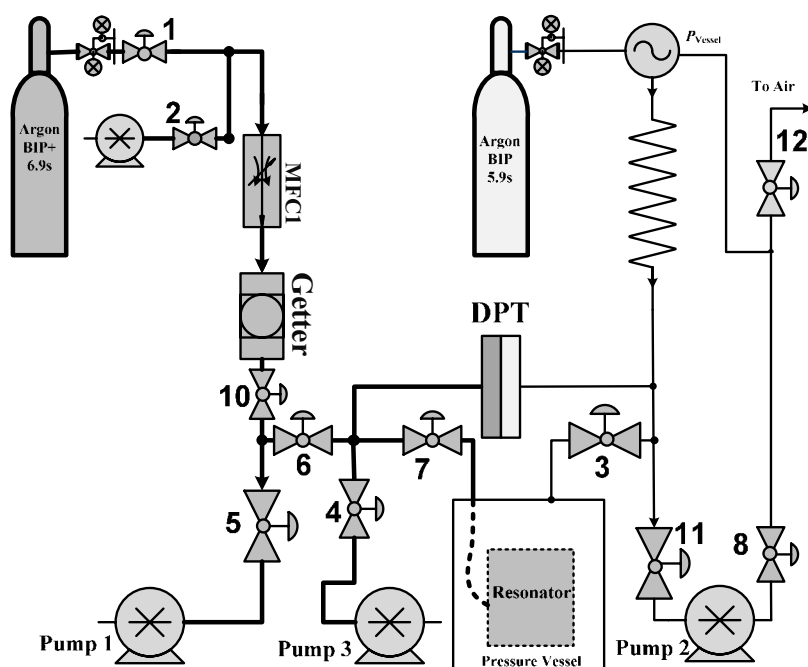 1
2
Argon
BIP+
6.9s
MFC1
Getter
10
6
5
4
7
Pump 1
Pump 3
Argon
BIP
5.9s
PVessel
To Air
12
DPT
3
11
8
Resonator
Pressure Vessel
Pump 2